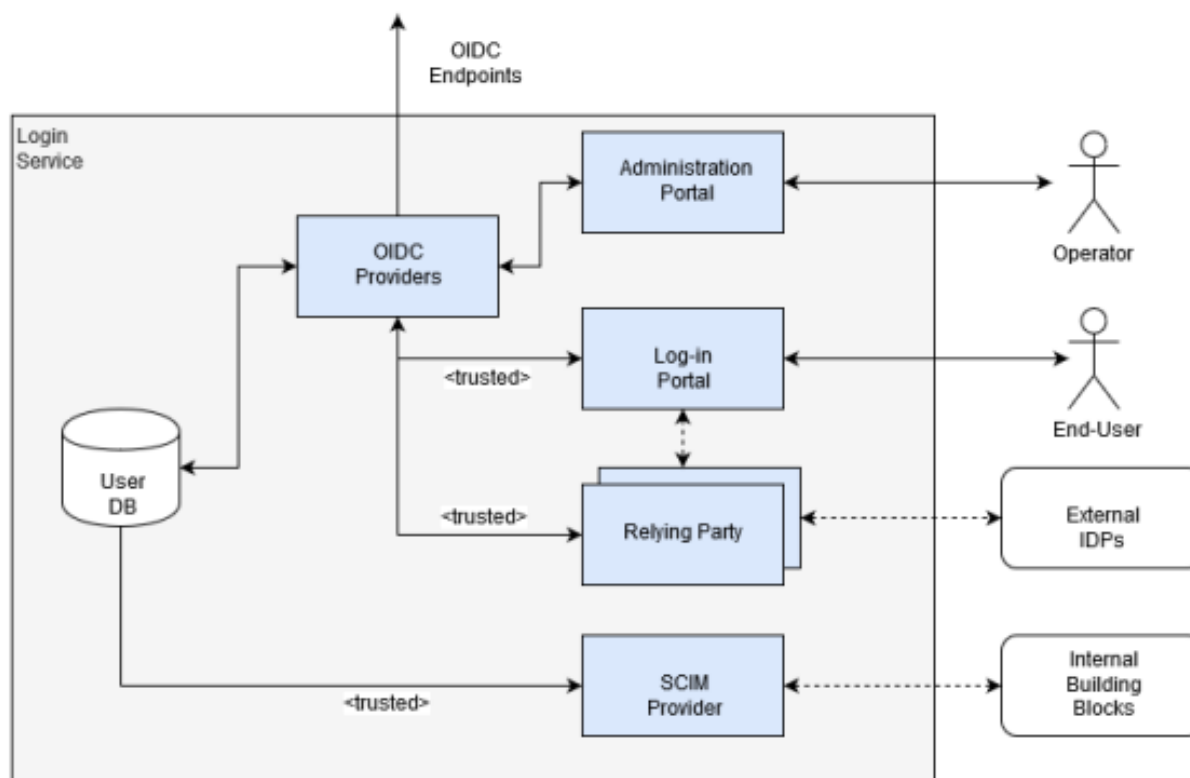 OIDC
Endpoints
Login
Service
Administration
Portal
Operator
OIDC
Providers
Log-in
Portal
<trusted>
End-User
User
DB
<trusted>
Relying Party
External
IDPs
SCIM
Provider
<trusted>
Internal
Building
Blocks